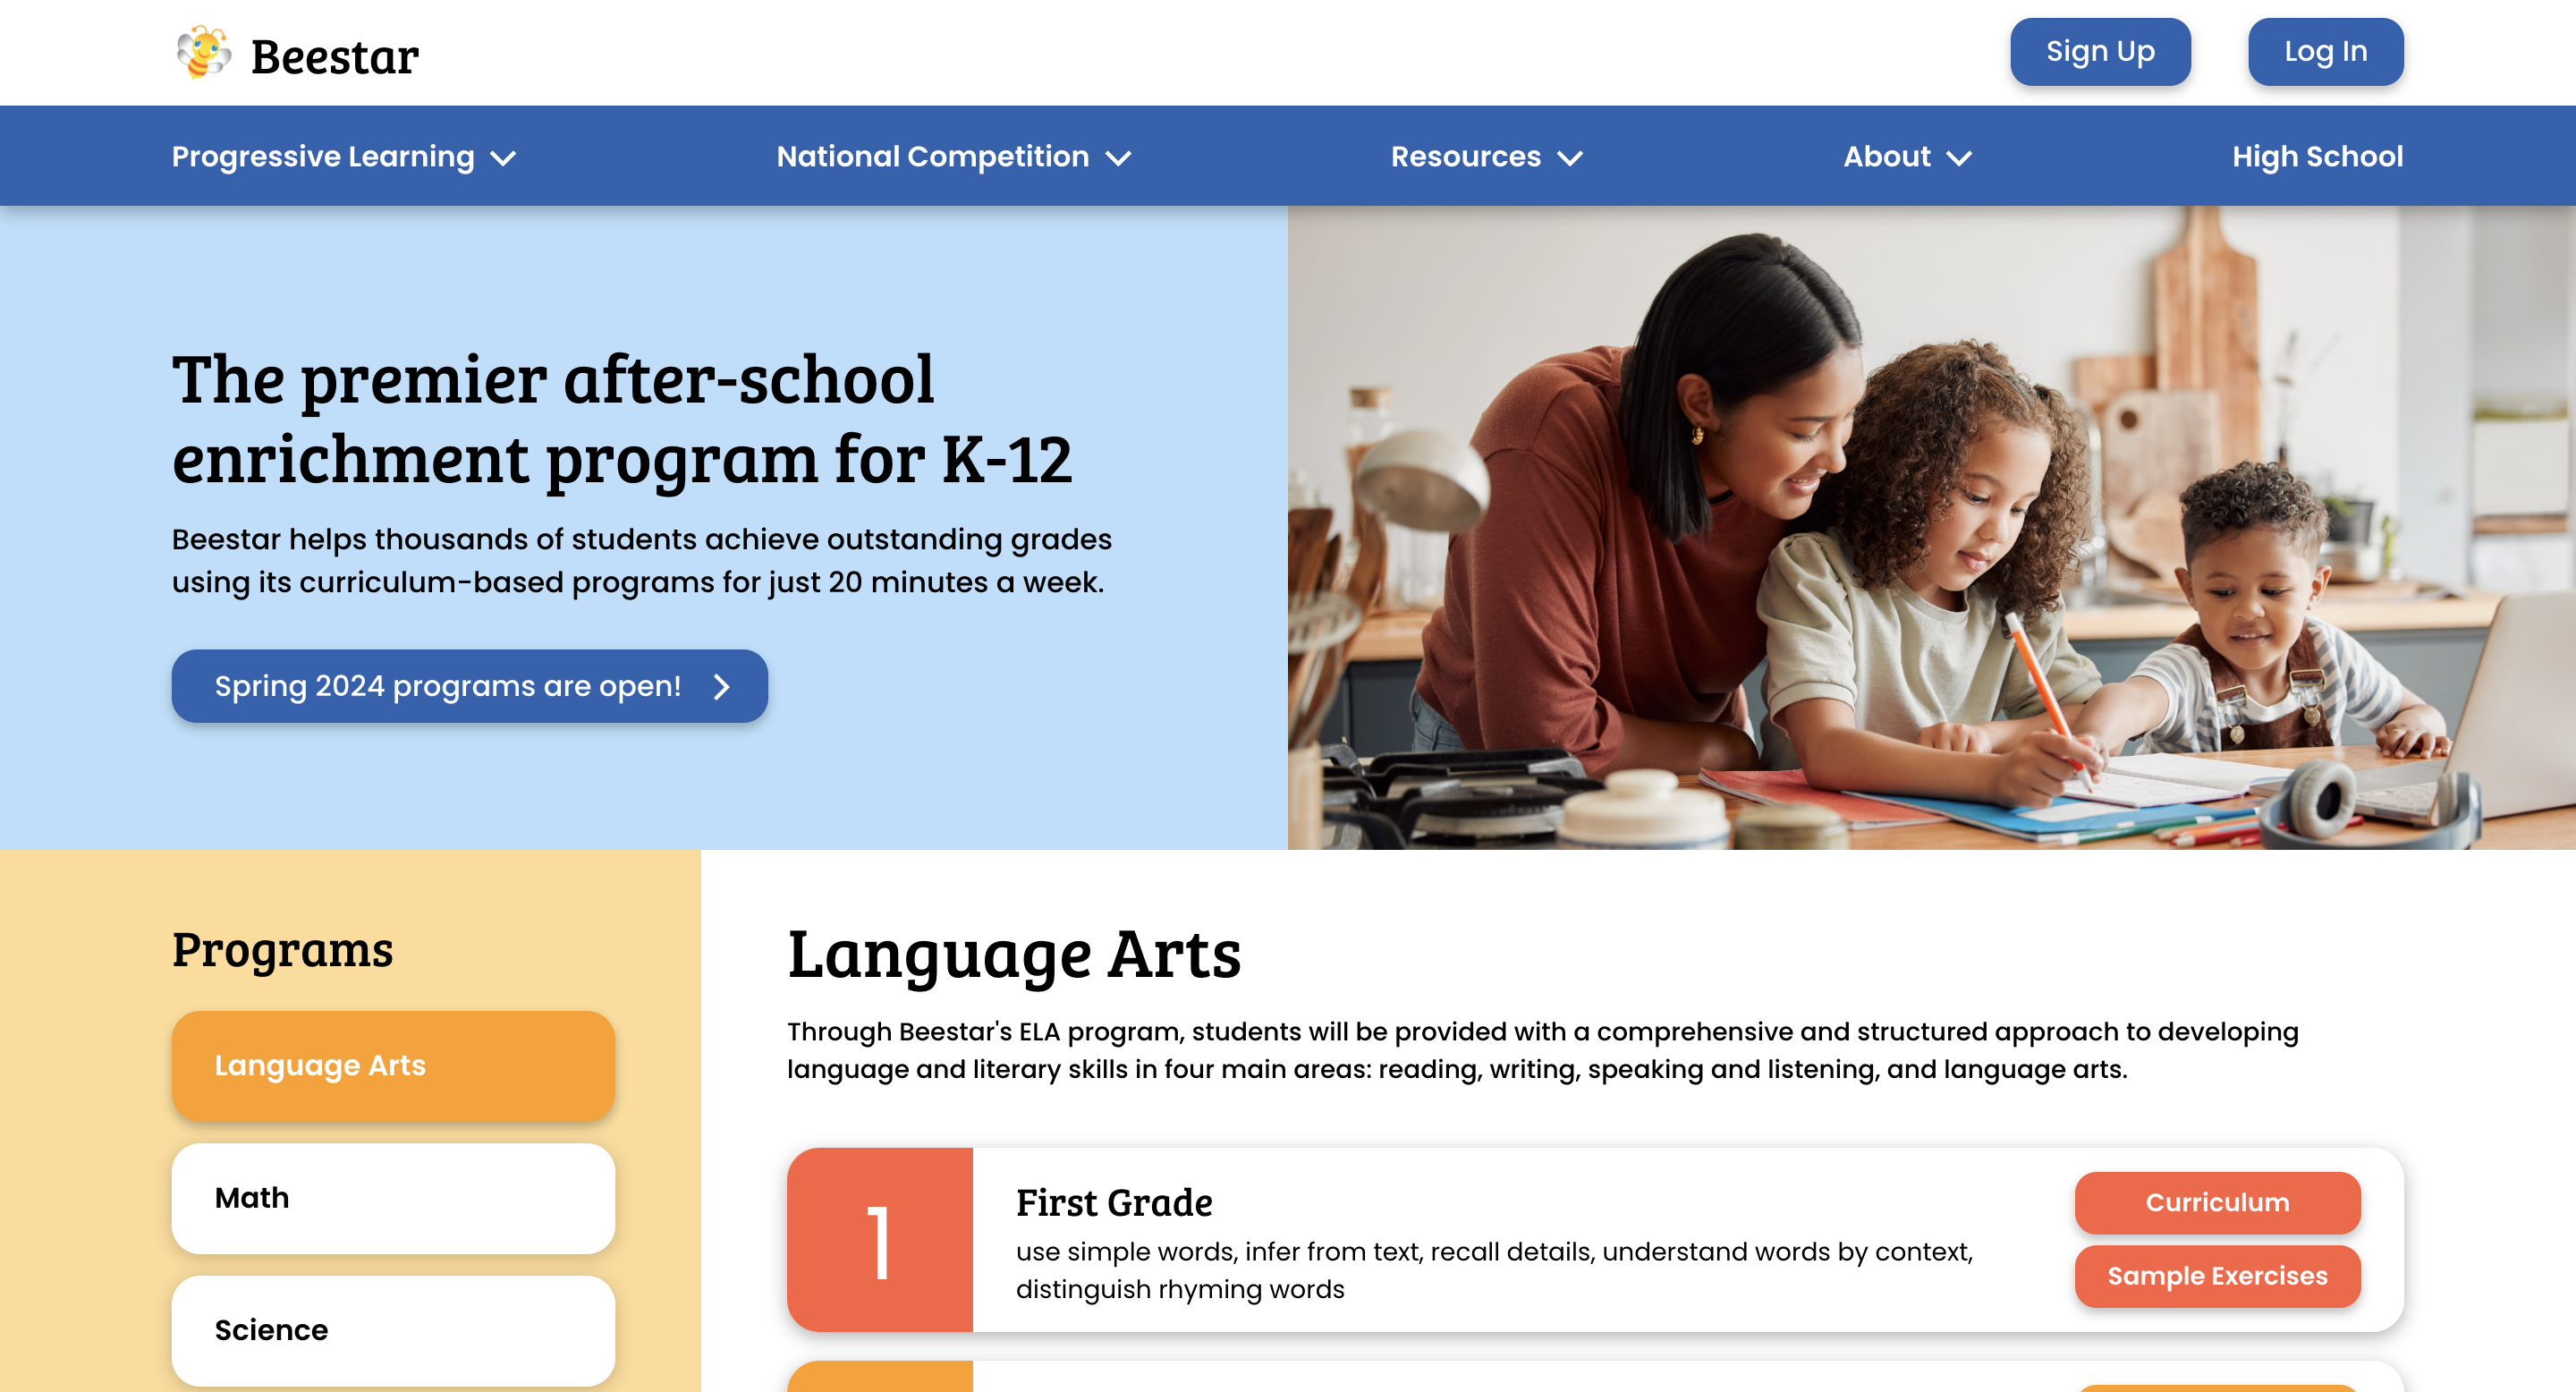 Beestar
Sign Up
Log In
Progressive Learning
National Competition
Resources
About
High School
The premier after-school
enrichment program for K-12
Beestar helps thousands of students achieve outstanding grades
using its curriculum-based programs for just 20 minutes a week.
Spring 2024 programs are open!
Programs
Language Arts
Math
Science
Language Arts
Through Beestar's ELA program, students will be provided with a comprehensive and structured approach to developing
language and literary skills in four main areas: reading, writing, speaking and listening, and language arts.
1
First Grade
use simple words, infer from text, recall details, understand words by context,
distinguish rhyming words
Curriculum
Sample Exercises